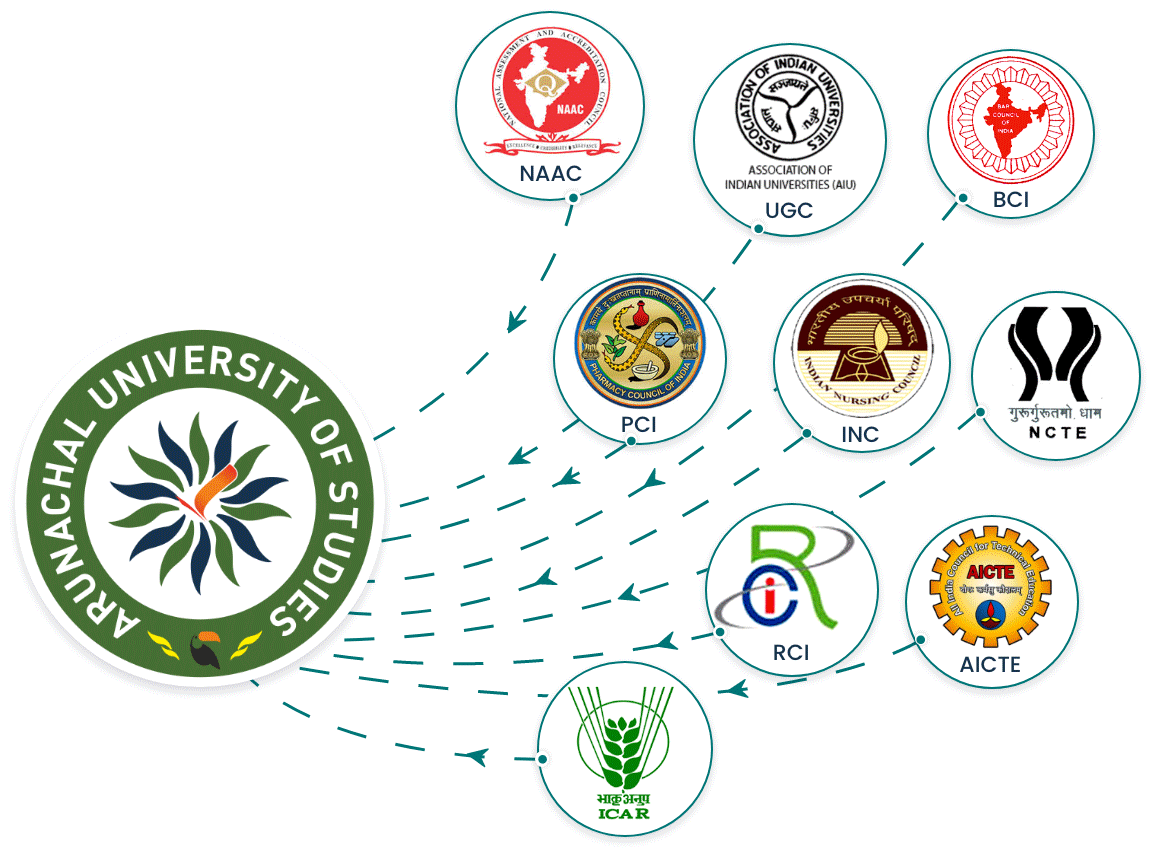 NATIONAL ASSESSMENT AND ACCREDITATION COUNCIL
NAAC
EXCELLENCE CREDIBILITY RELEVANCE
NAAC
ASSOCIATION OF INDIAN UNIVERSITIES
ASSOCIATION OF
INDIAN UNIVERSITIES (AIU)
UGC
BAR
COUNCIL
OF
INDIA
BCI
PHARMACY COUNCIL OF INDIA
PCI
भारतीय उपचर्या परिषद्
INDIAN NURSING COUNCIL
INC
गुरूर्गुरूतमो. धाम
NCTE
ARUNACHAL UNIVERSITY OF STUDIES
RCI
RCI
All India Council for Technical Education
AICTE
AICTE
भाकृअनुप
ICAR